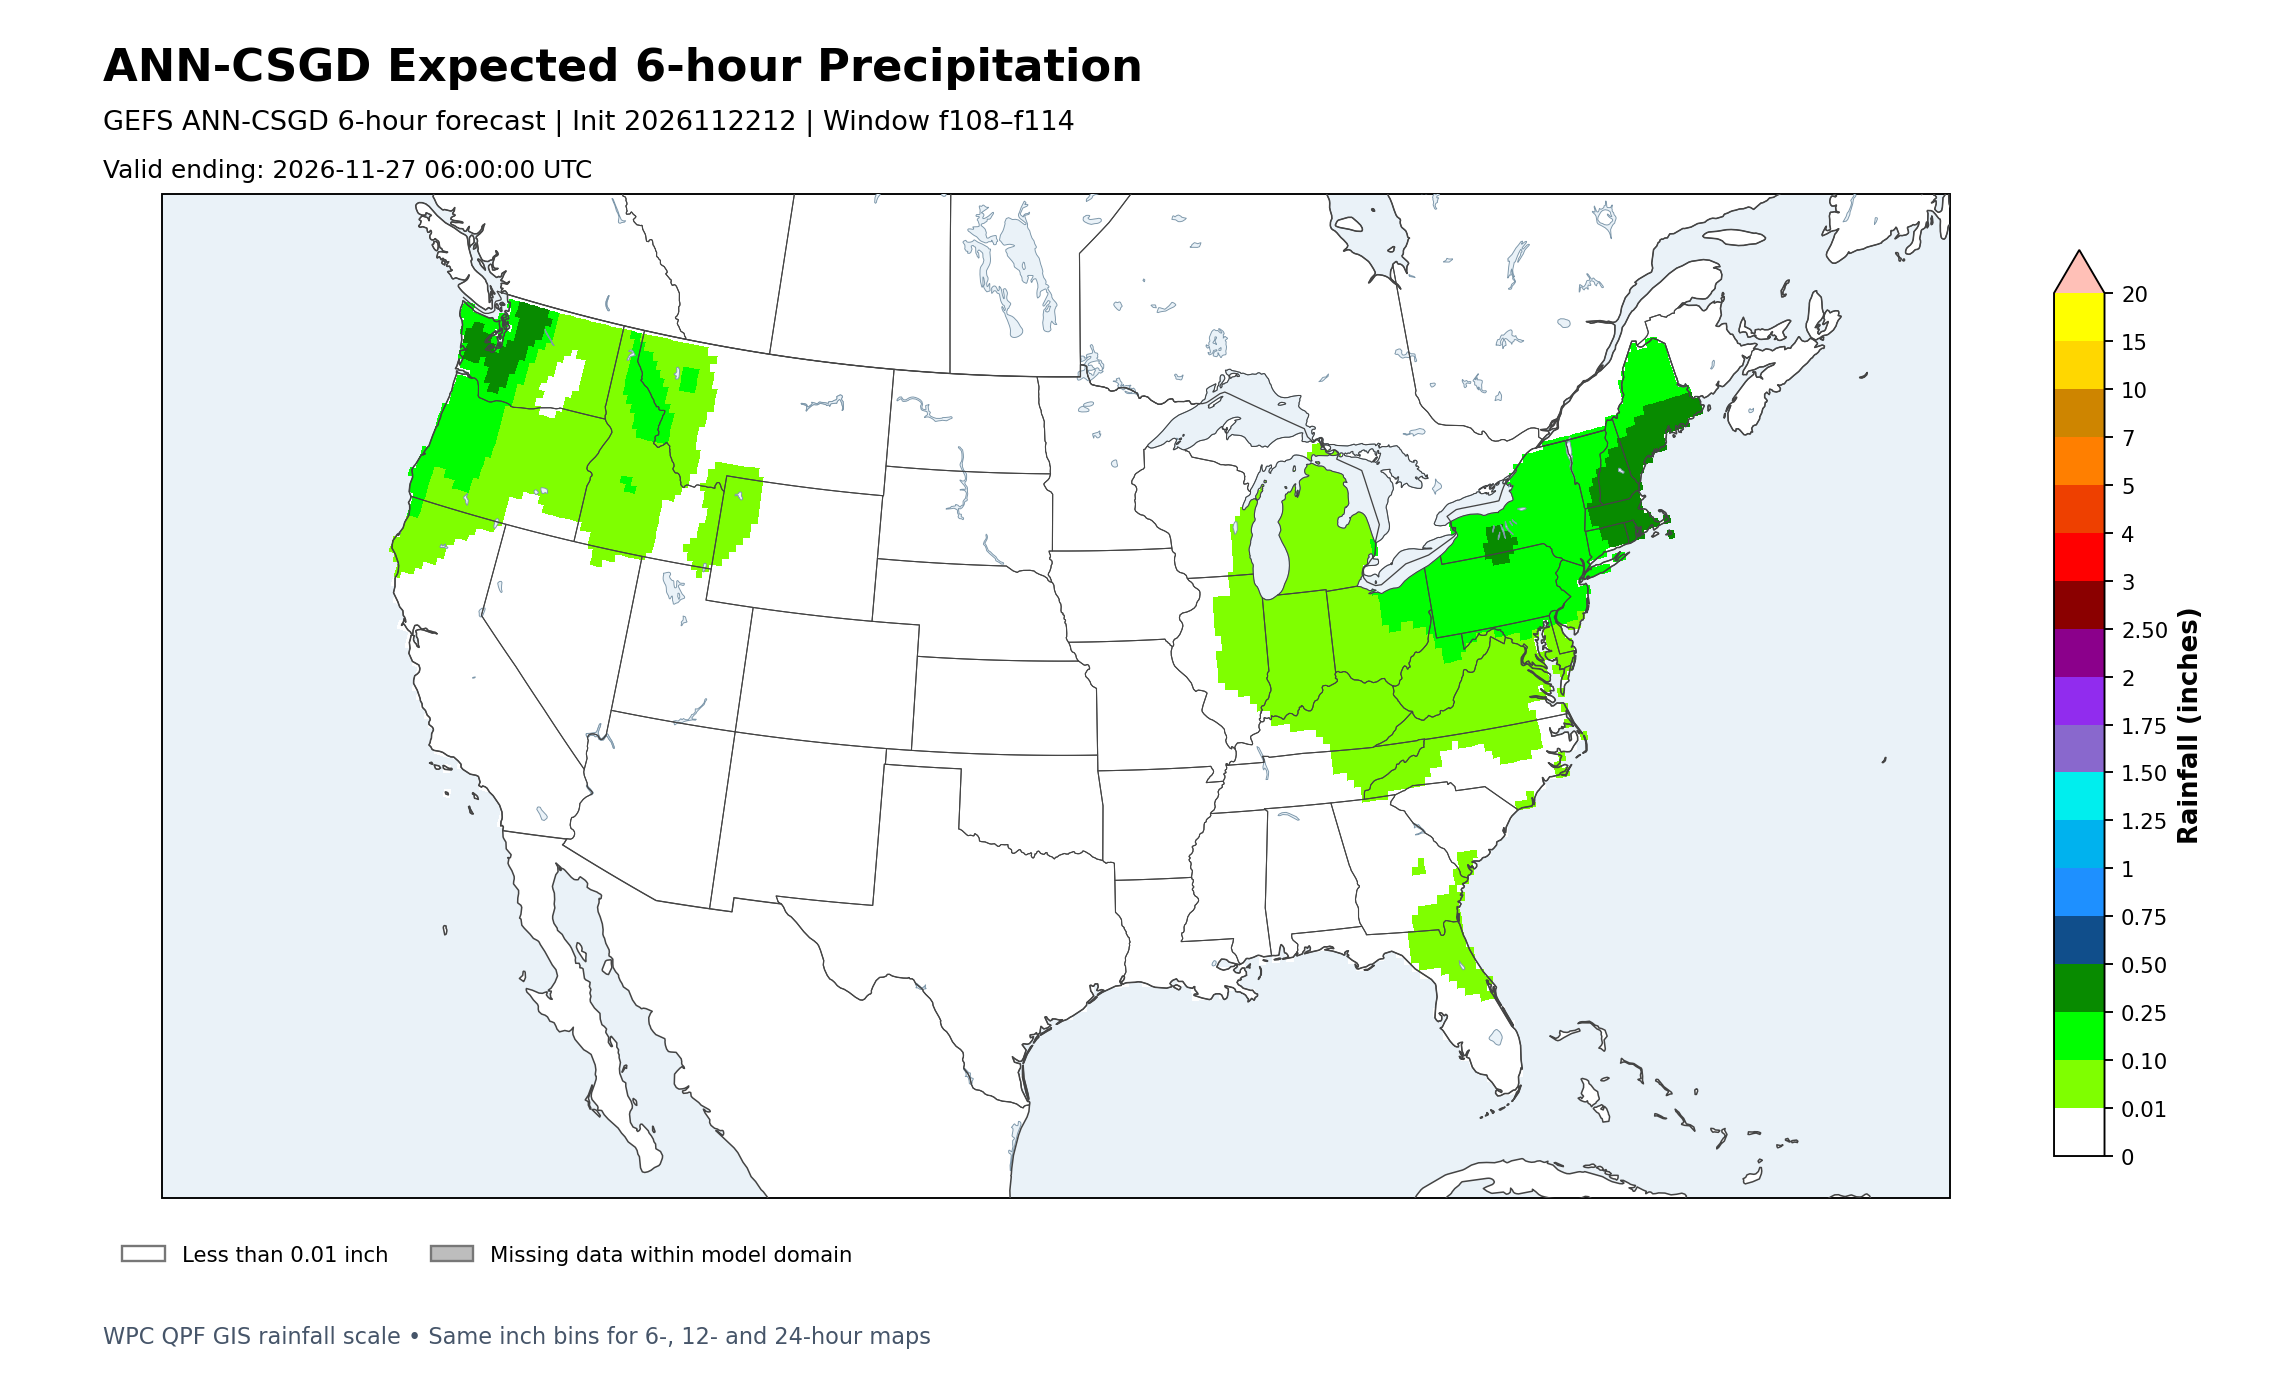 ANN-CSGD Expected 6-hour Precipitation
GEFS ANN-CSGD 6-hour forecast | Init 2026112212 | Window f108–f114
Valid ending: 2026-11-27 06:00:00 UTC
20
15
10
7
5
4
3
2.50
2
1.75
1.50
1.25
1
0.75
0.50
0.25
0.10
0.01
0
Rainfall (inches)
Less than 0.01 inch
Missing data within model domain
WPC QPF GIS rainfall scale • Same inch bins for 6-, 12- and 24-hour maps